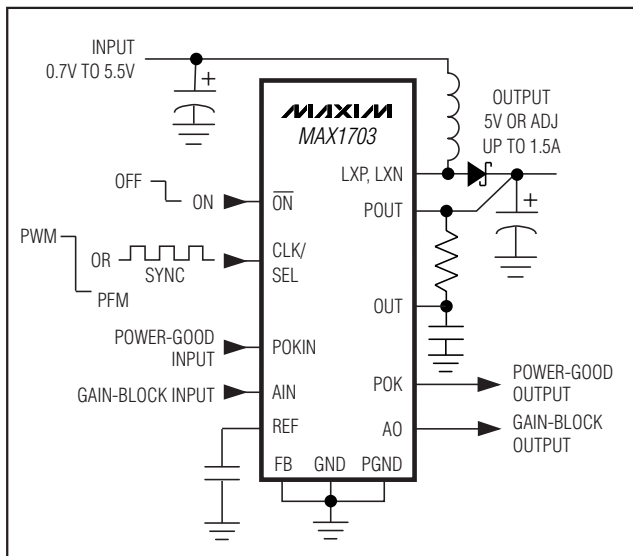 INPUT
0.7V TO 5.5V
+
MAXIM
MAX1703
OUTPUT
5V OR ADJ
UP TO 1.5A
LXP, LXN
+
OFF
ON
ON
POUT
PWM
OR
SYNC
PFM
CLK/
SEL
OUT
POWER-GOOD
INPUT
POKIN
GAIN-BLOCK INPUT
AIN
POK
POWER-GOOD
OUTPUT
REF
AO
GAIN-BLOCK
OUTPUT
FB GND PGND